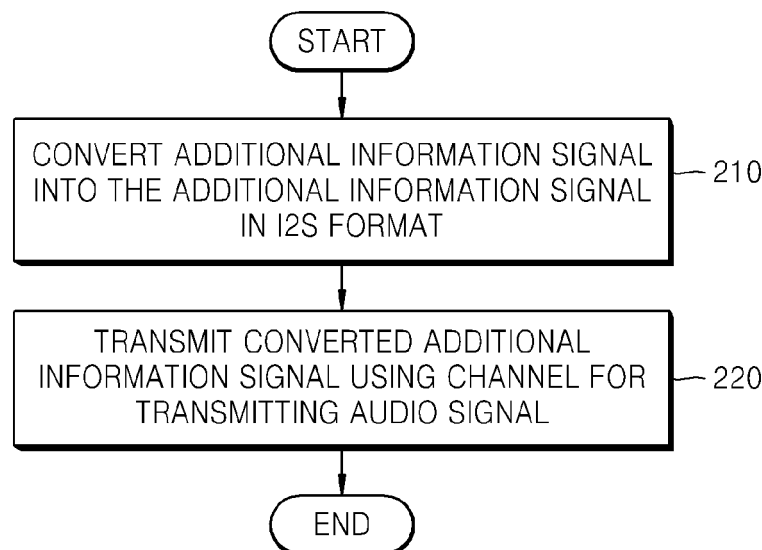 START
CONVERT ADDITIONAL INFORMATION SIGNAL
INTO THE ADDITIONAL INFORMATION SIGNAL
IN I2S FORMAT
210
TRANSMIT CONVERTED ADDITIONAL
INFORMATION SIGNAL USING CHANNEL FOR
TRANSMITTING AUDIO SIGNAL
220
END